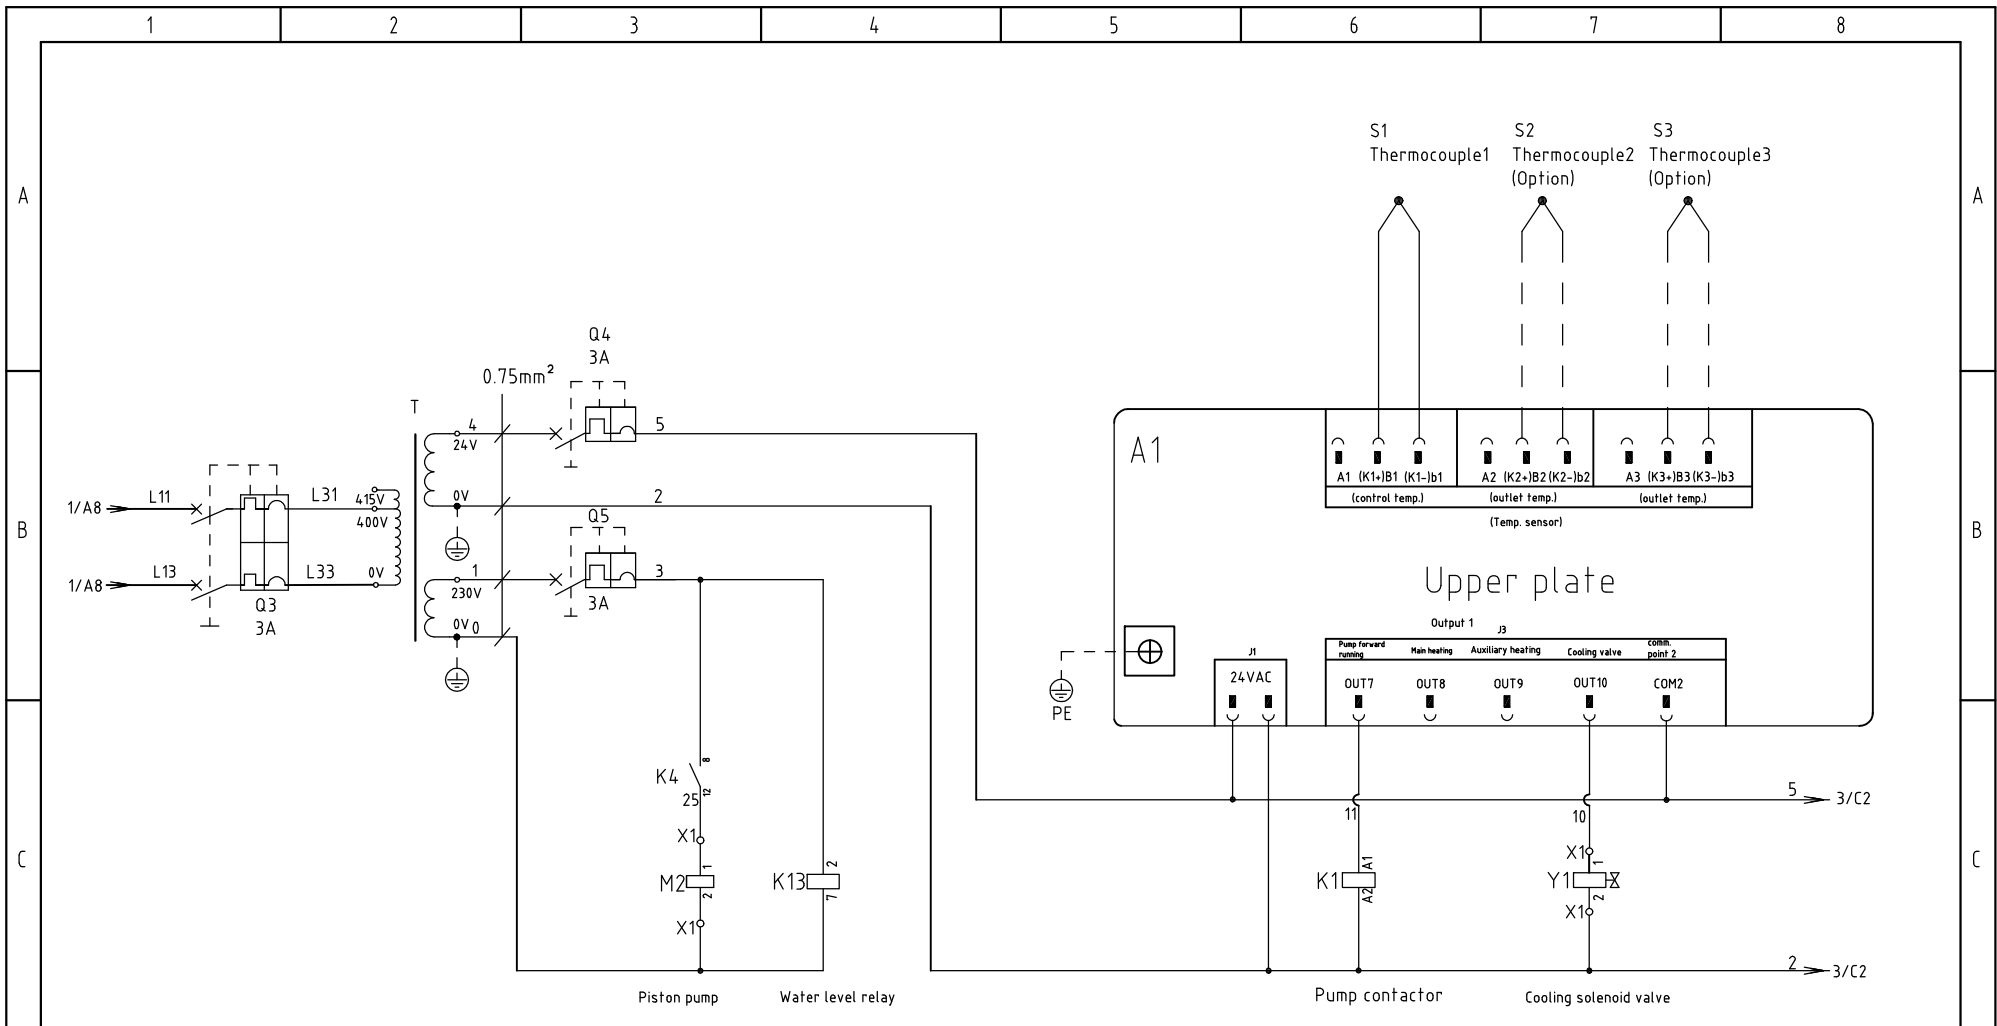 1 2 3 4 5 6 7 8
S1 S2 S3
Thermocouple1 Thermocouple2 Thermocouple3
(Option) (Option)
A A
Q4
3A
0.75mm²
T
4 5
24V
A1
A1 (K1+)B1 (K1-)b1 A2 (K2+)B2 (K2-)b2 A3 (K3+)B3 (K3-)b3
(control temp.) (outlet temp.) (outlet temp.)
(Temp. sensor)
1/A8 L11 L31 415V 0V 2
400V
Q5
B B
1/A8 L13 L33 0V 1 3
230V
Q3 3A
3A
0V 0
Upper plate
Output 1 J3
Pump forward running Main heating Auxiliary heating Cooling valve comm. point 2
J1
24VAC OUT7 OUT8 OUT9 OUT10 COM2
PE
K4 8
25 12
5 3/C2
11 10
X1 X1
C C
M2 1 2
K13 2 7
K1 A1 A2
Y1 1 2
X1 X1
2 3/C2
Piston pump Water level relay Pump contactor Cooling solenoid valve